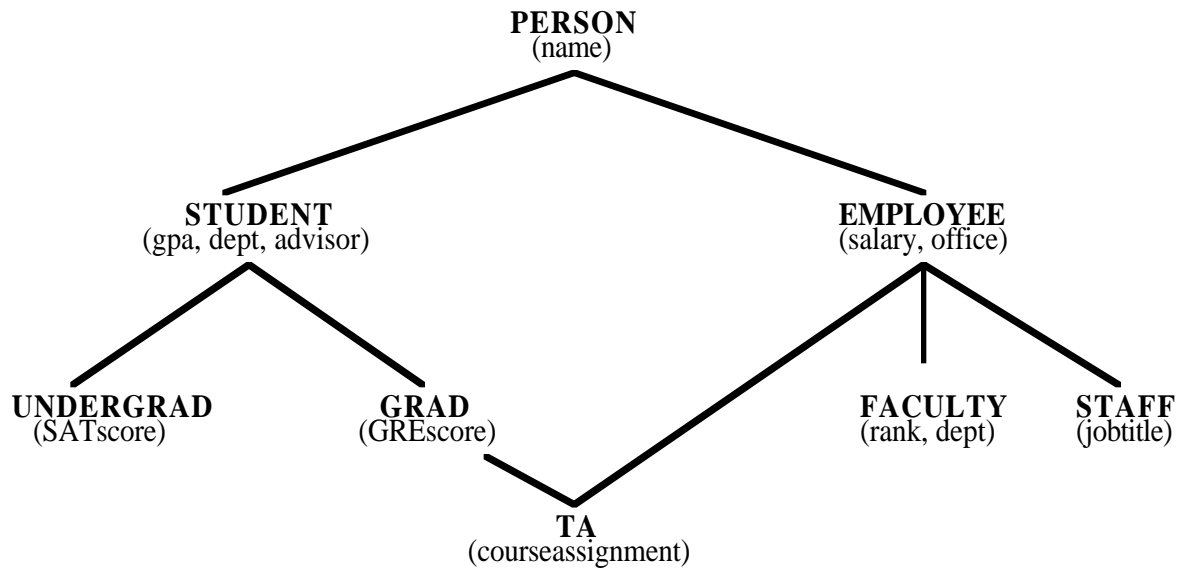 PERSON
(name)
STUDENT
(gpa, dept, advisor)
EMPLOYEE
(salary, office)
UNDERGRAD
(SATscore)
GRAD
(GREscore)
FACULTY
(rank, dept)
STAFF
(jobtitle)
TA
(courseassignment)